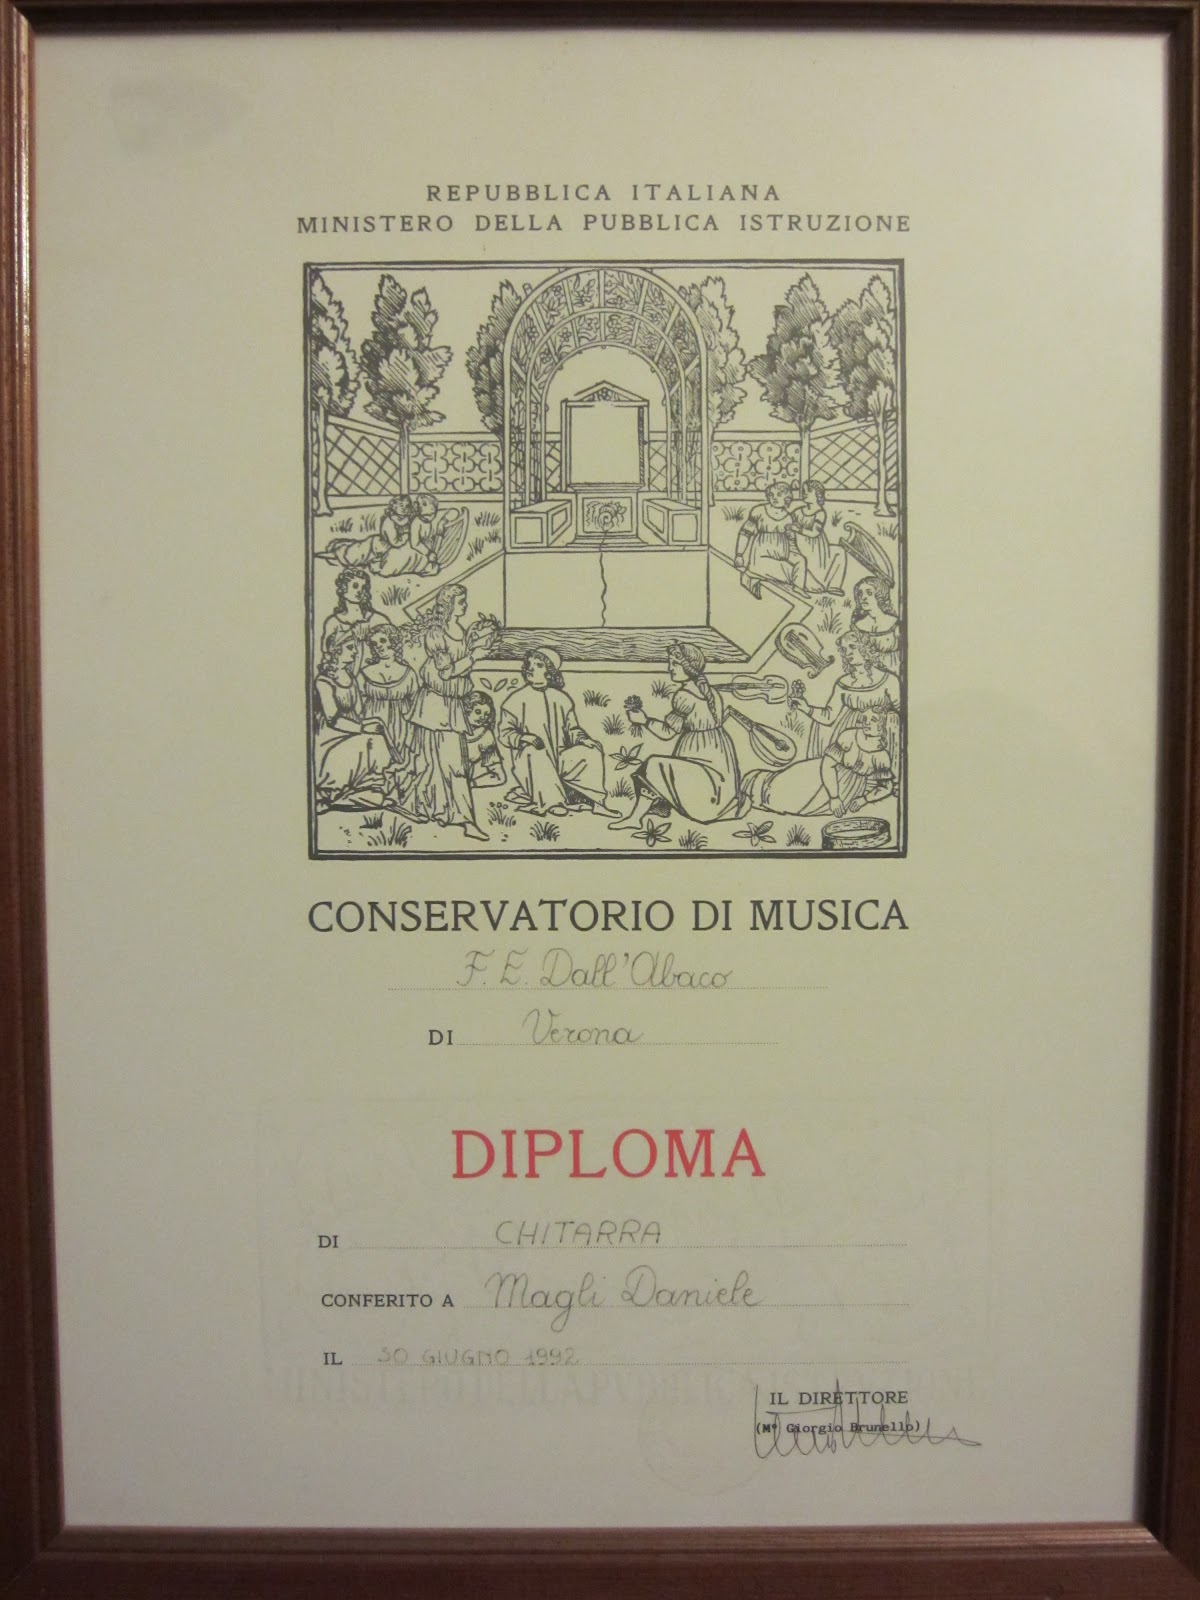 REPUBBLICA ITALIANA
MINISTERO DELLA PUBBLICA ISTRUZIONE
CONSERVATORIO DI MUSICA
F. E. Dall'Abaco
DI Verona
DIPLOMA
DI CHITARRA
CONFERITO A Magli Daniele
IL 30 GIUGNO 1992
IL DIRETTORE
(M° Giorgio Brunello)